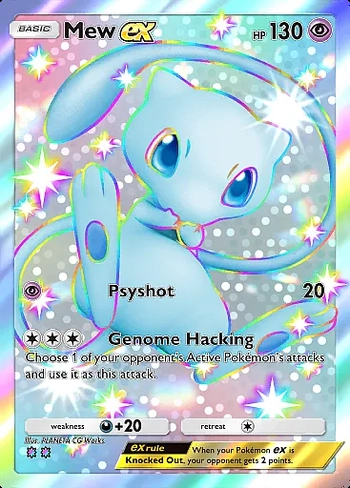 BASIC Mew ex HP 130
Psyshot 20
Genome Hacking
Choose 1 of your opponent's Active Pokémon's attacks
and use it as this attack.
weakness +20 retreat
Illus. PLANETA CG Works
ex rule When your Pokémon ex is
Knocked Out, your opponent gets 2 points.